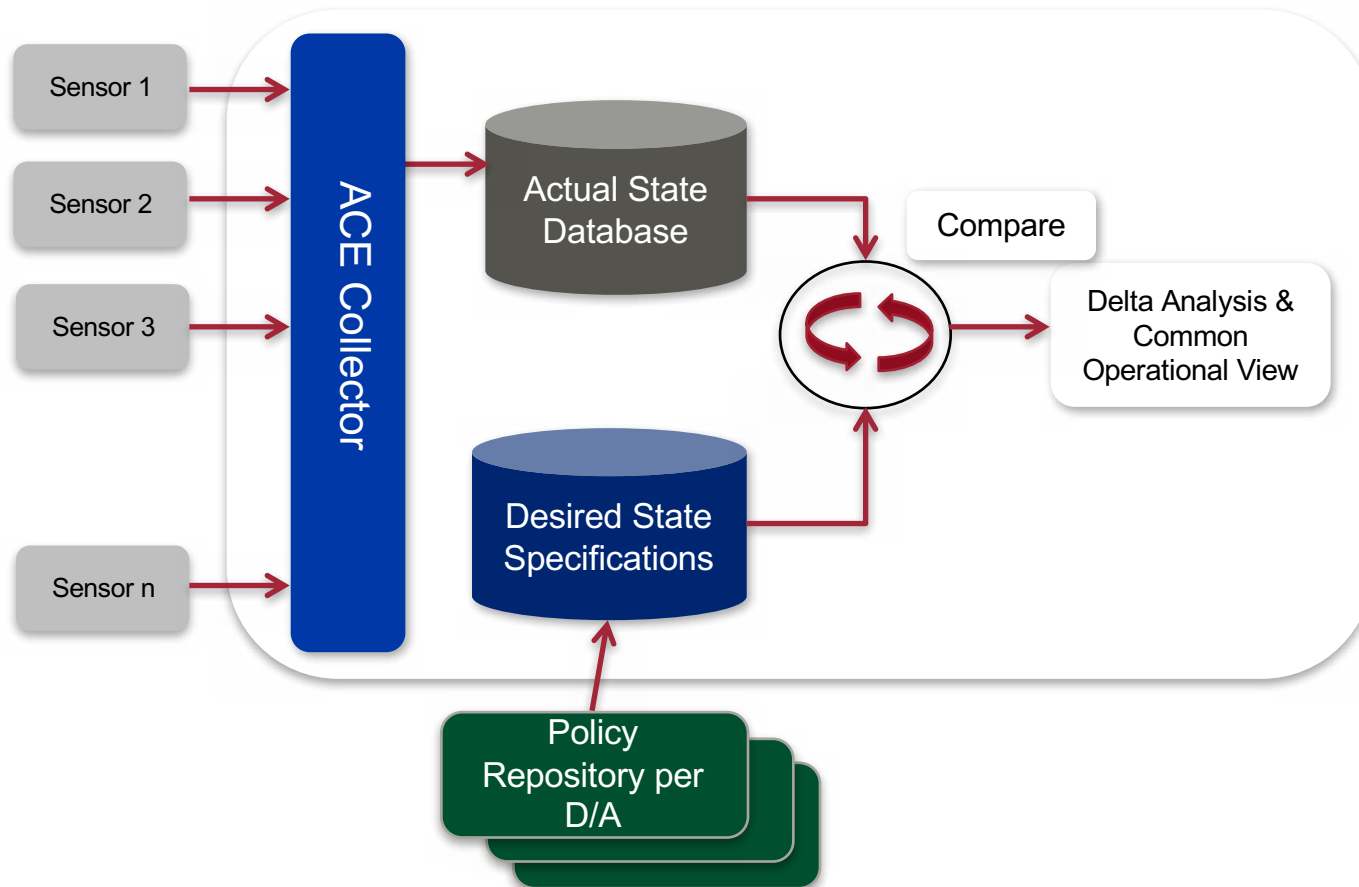 Sensor 1
Sensor 2
Sensor 3
Sensor n
ACE Collector
Actual State
Database
Desired State
Specifications
Compare
Delta Analysis &
Common
Operational View
Policy
Repository per
D/A